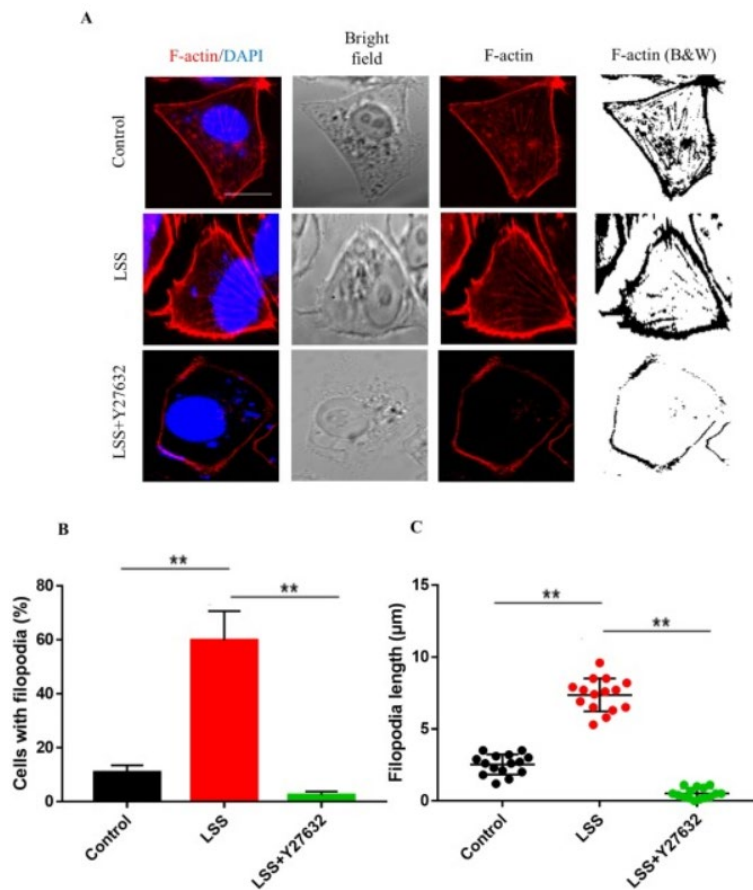 A
F-actin/DAPI
Bright
field
F-actin
F-actin (B&W)
Control
LSS
LSS+Y27632
B
Cells with filopodia (%)
80
60
40
20
0
**
**
Control
LSS
LSS+Y27632
C
Filopodia length (μm)
15
10
5
0
**
**
Control
LSS
LSS+Y27632